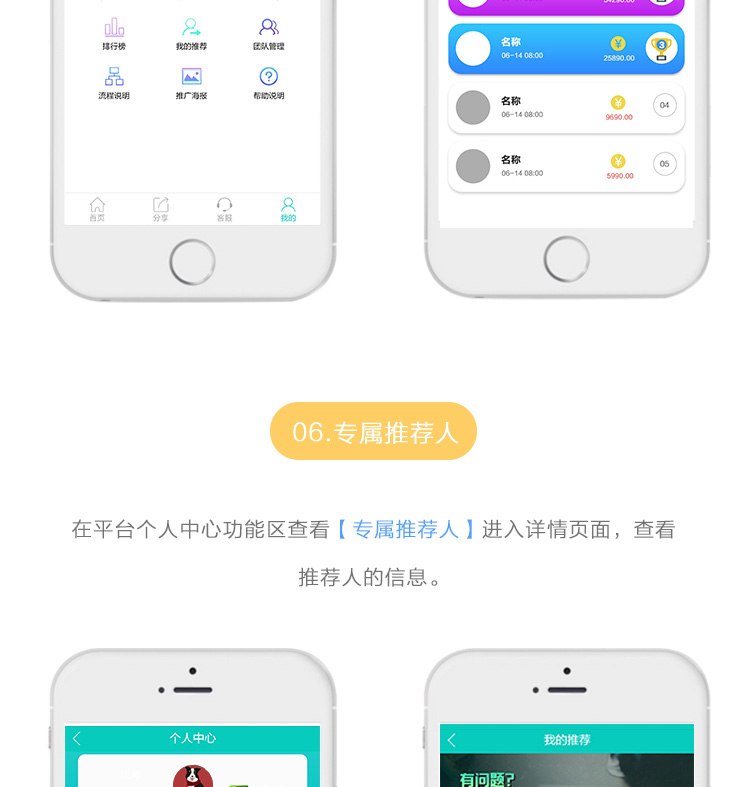 排行榜 我的推荐 团队管理
流程说明 推广海报 帮助说明
首页 分享 客服 我的
名称
06-14 08:00 25890.00 3
名称
06-14 08:00 9690.00 04
名称
06-14 08:00 5990.00 05
06.专属推荐人
在平台个人中心功能区查看【专属推荐人】进入详情页面，查看
推荐人的信息。
个人中心
我的推荐
有问题?